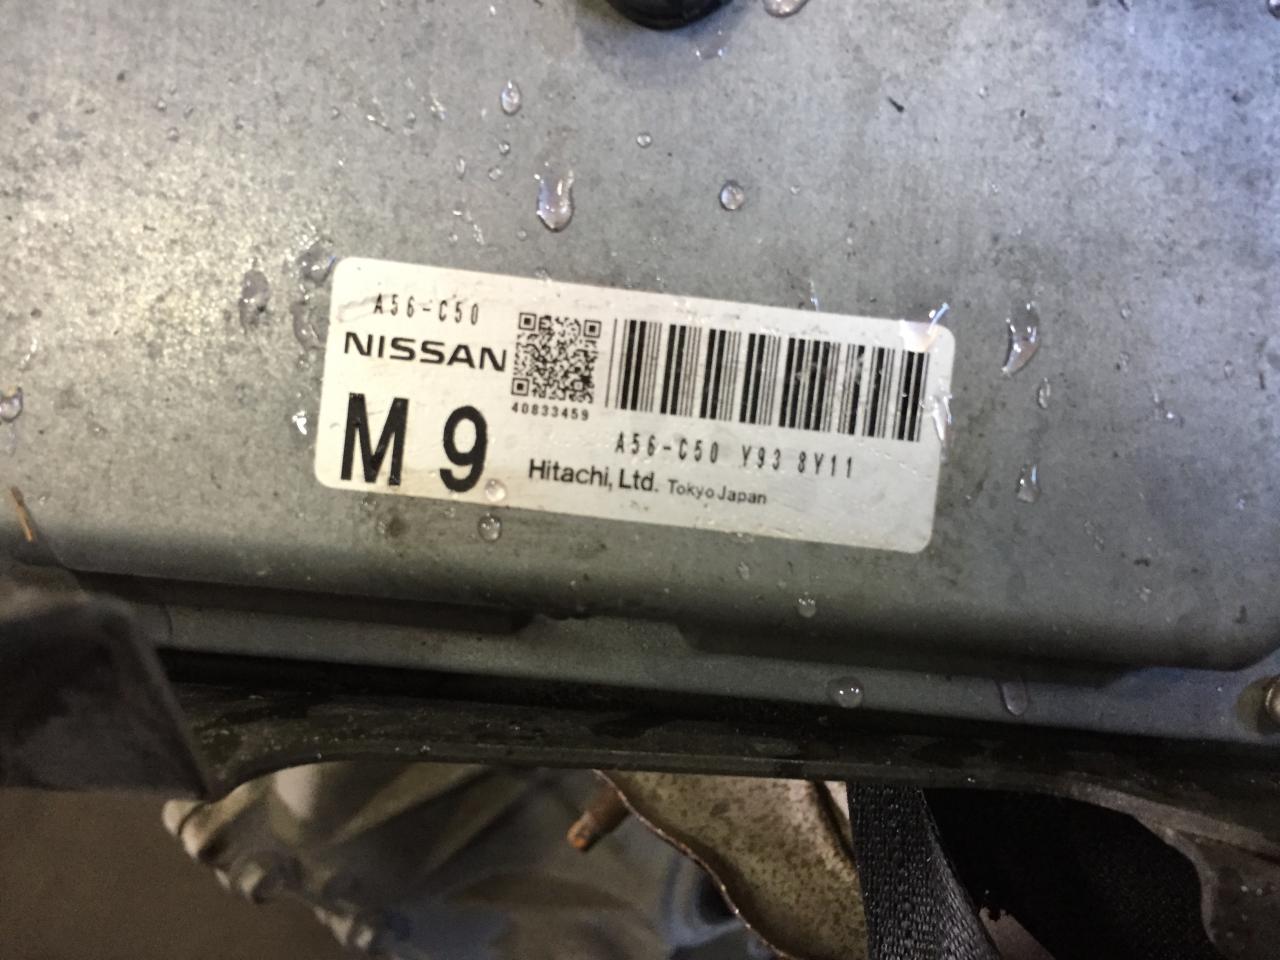 A56-C50
NISSAN
40833459
M 9
A56-C50 Y93 8Y11
Hitachi, Ltd. Tokyo Japan